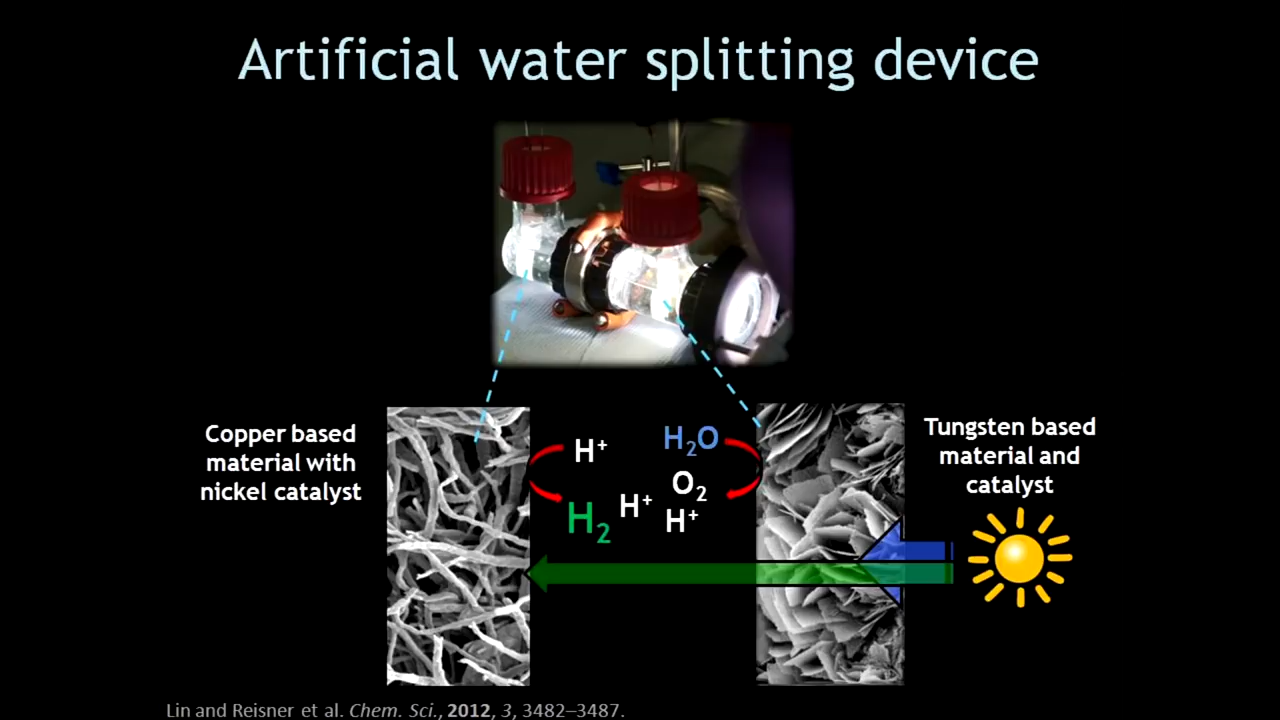 Artificial water splitting device
Copper based
material with
nickel catalyst
H⁺
H₂O
O₂
H⁺
H⁺
H₂
Tungsten based
material and
catalyst
Lin and Reisner et al. Chem. Sci., 2012, 3, 3482–3487.